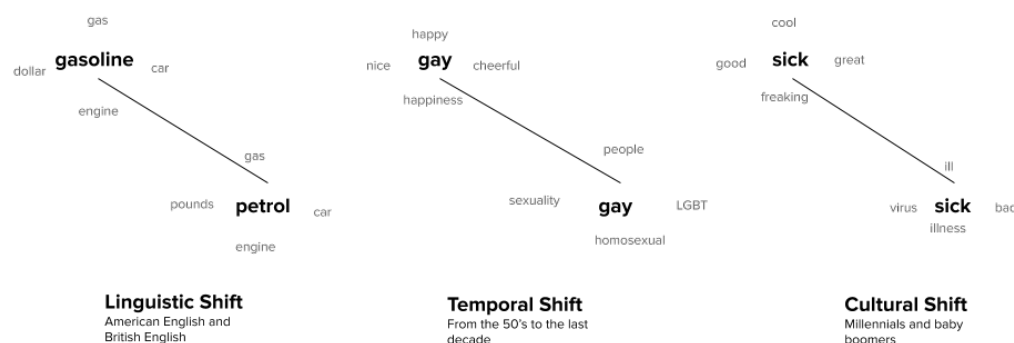 gas
gasoline
dollar
car
engine
gas
pounds
petrol
car
engine
Linguistic Shift
American English and
British English
happy
gay
nice
cheerful
happiness
people
sexuality
gay
LGBT
homosexual
Temporal Shift
From the 50's to the last
decade
cool
sick
good
great
freaking
ill
virus
sick
bad
illness
Cultural Shift
Millennials and baby
boomers